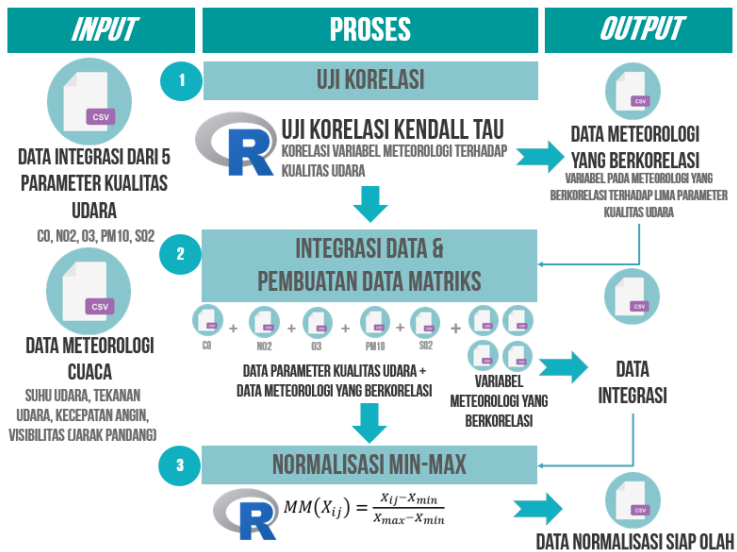 INPUT
PROSES
OUTPUT
CSV
DATA INTEGRASI DARI 5
PARAMETER KUALITAS
UDARA
CO, NO2, O3, PM10, SO2
CSV
DATA METEOROLOGI
CUACA
SUHU UDARA, TEKANAN
UDARA, KECEPATAN ANGIN,
VISIBILITAS (JARAK PANDANG)
1
UJI KORELASI
R
UJI KORELASI KENDALL TAU
KORELASI VARIABEL METEOROLOGI TERHADAP
KUALITAS UDARA
CSV
DATA METEOROLOGI
YANG BERKORELASI
VARIABEL PADA METEOROLOGI YANG
BERKORELASI TERHADAP LIMA PARAMETER
KUALITAS UDARA
2
INTEGRASI DATA &
PEMBUATAN DATA MATRIKS
+ + + + +
CO NO2 O3 PM10 SO2
DATA PARAMETER KUALITAS UDARA +
DATA METEOROLOGI YANG BERKORELASI
VARIABEL
METEOROLOGI YANG
BERKORELASI
CSV
DATA
INTEGRASI
3
NORMALISASI MIN-MAX
R
MM(X_ij) = (X_ij−X_min)/(X_max−X_min)
CSV
DATA NORMALISASI SIAP OLAH